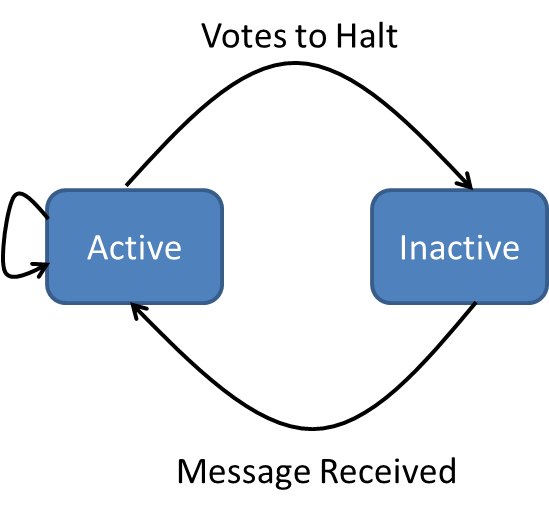 Votes to Halt
Active
Inactive
Message Received